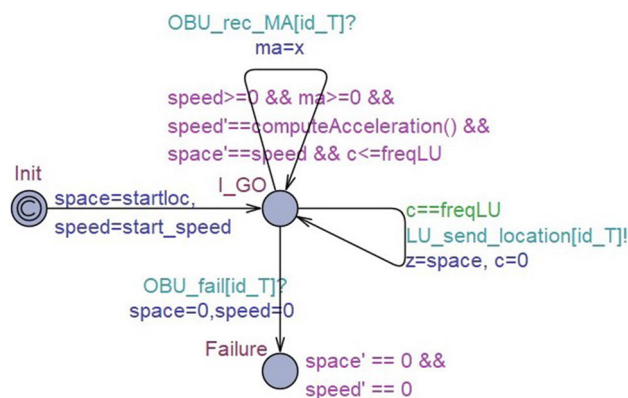 OBU_rec_MA[id_T]?
ma=x
speed>=0 && ma>=0 &&
speed'==computeAcceleration() &&
space'==speed && c<=freqLU
Init
I_GO
C
space=startloc,
speed=start_speed
c==freqLU
LU_send_location[id_T]!
z=space, c=0
OBU_fail[id_T]?
space=0,speed=0
Failure
space' == 0 &&
speed' == 0